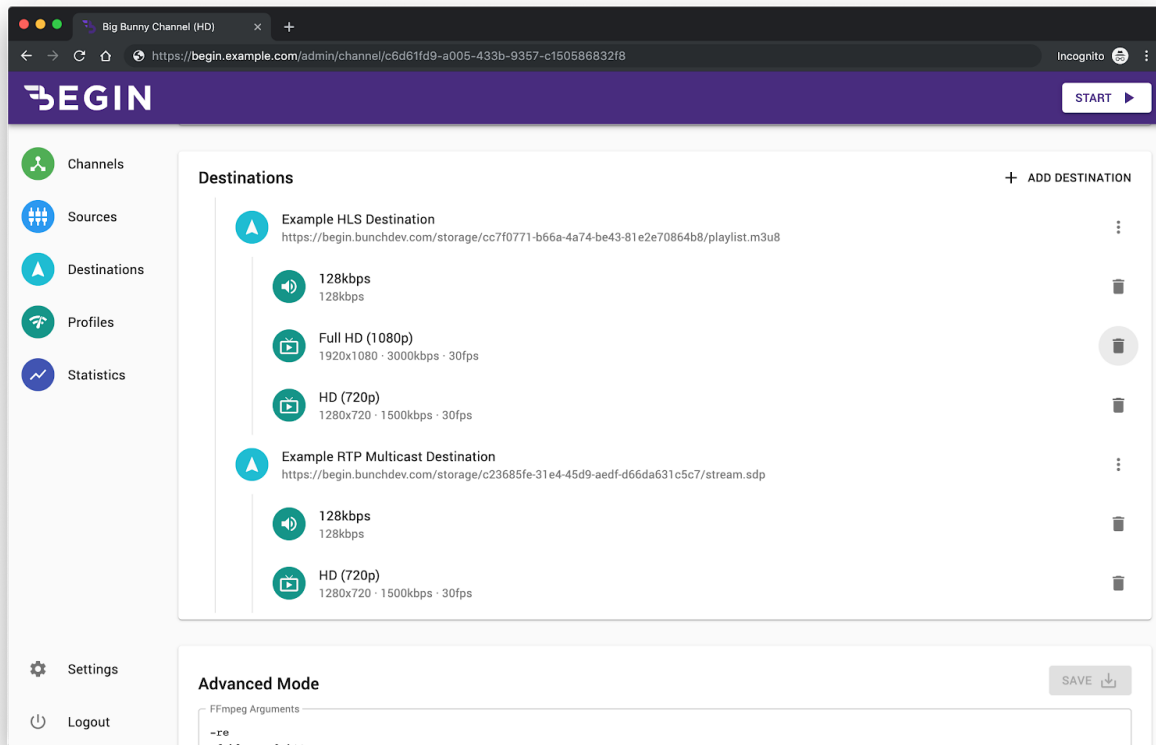 Big Bunny Channel (HD)
https://begin.example.com/admin/channel/c6d61fd9-a005-433b-9357-c150586832f8
Incognito
BEGIN
START
Channels
Sources
Destinations
Profiles
Statistics
Settings
Logout
Destinations
ADD DESTINATION
Example HLS Destination
https://begin.bunchdev.com/storage/cc7f0771-b66a-4a74-be43-81e2e70864b8/playlist.m3u8
128kbps
128kbps
Full HD (1080p)
1920x1080 · 3000kbps · 30fps
HD (720p)
1280x720 · 1500kbps · 30fps
Example RTP Multicast Destination
https://begin.bunchdev.com/storage/c23685fe-31e4-45d9-aedf-d66da631c5c7/stream.sdp
128kbps
128kbps
HD (720p)
1280x720 · 1500kbps · 30fps
Advanced Mode
SAVE
FFmpeg Arguments
-re